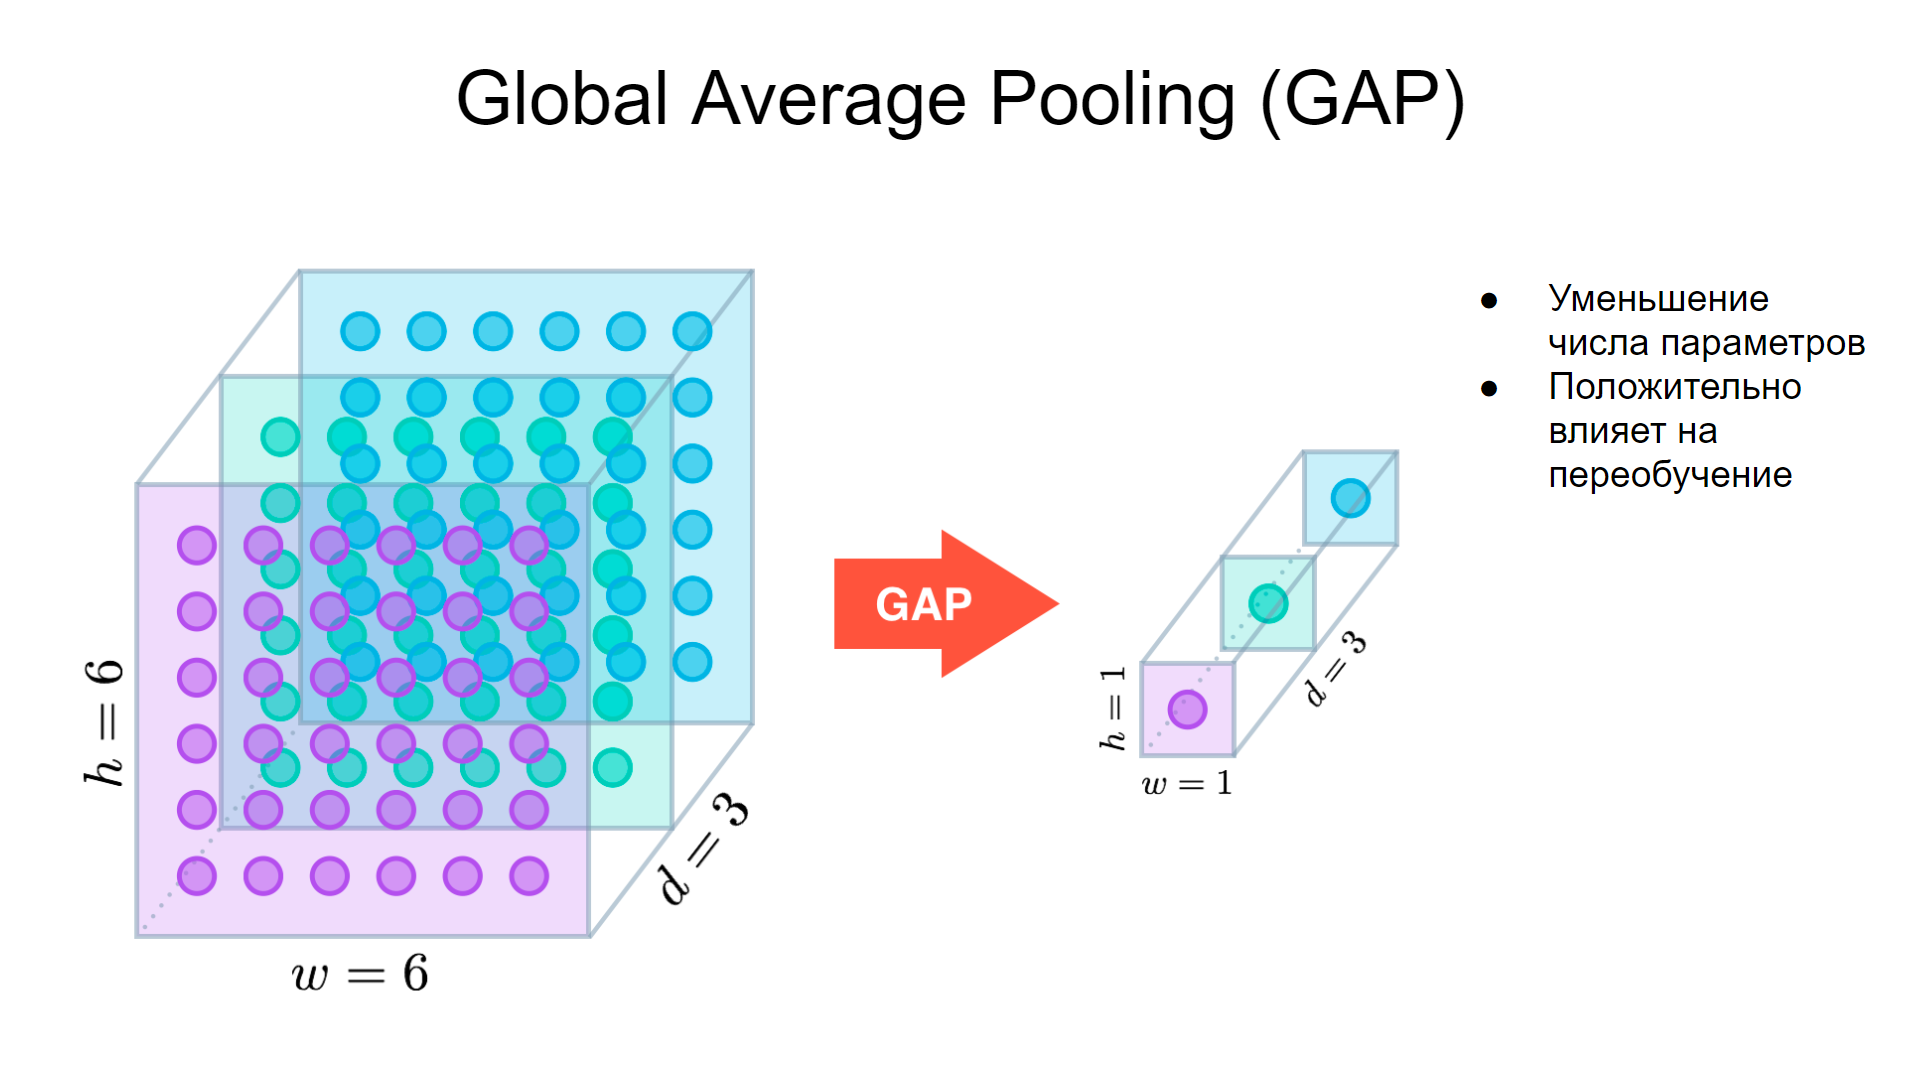 Global Average Pooling (GAP)
h = 6
w = 6
d = 3
GAP
h = 1
w = 1
d = 3
● Уменьшение
числа параметров
● Положительно
влияет на
переобучение